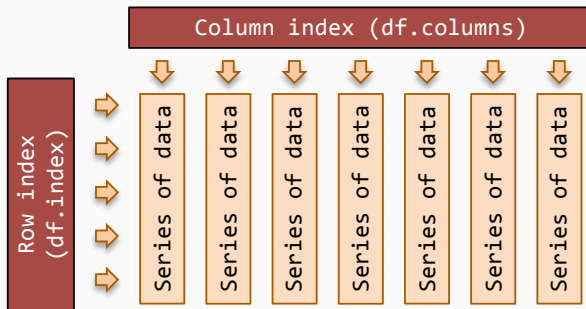 Column index (df.columns)
Row index
(df.index)
Series of data
Series of data
Series of data
Series of data
Series of data
Series of data
Series of data